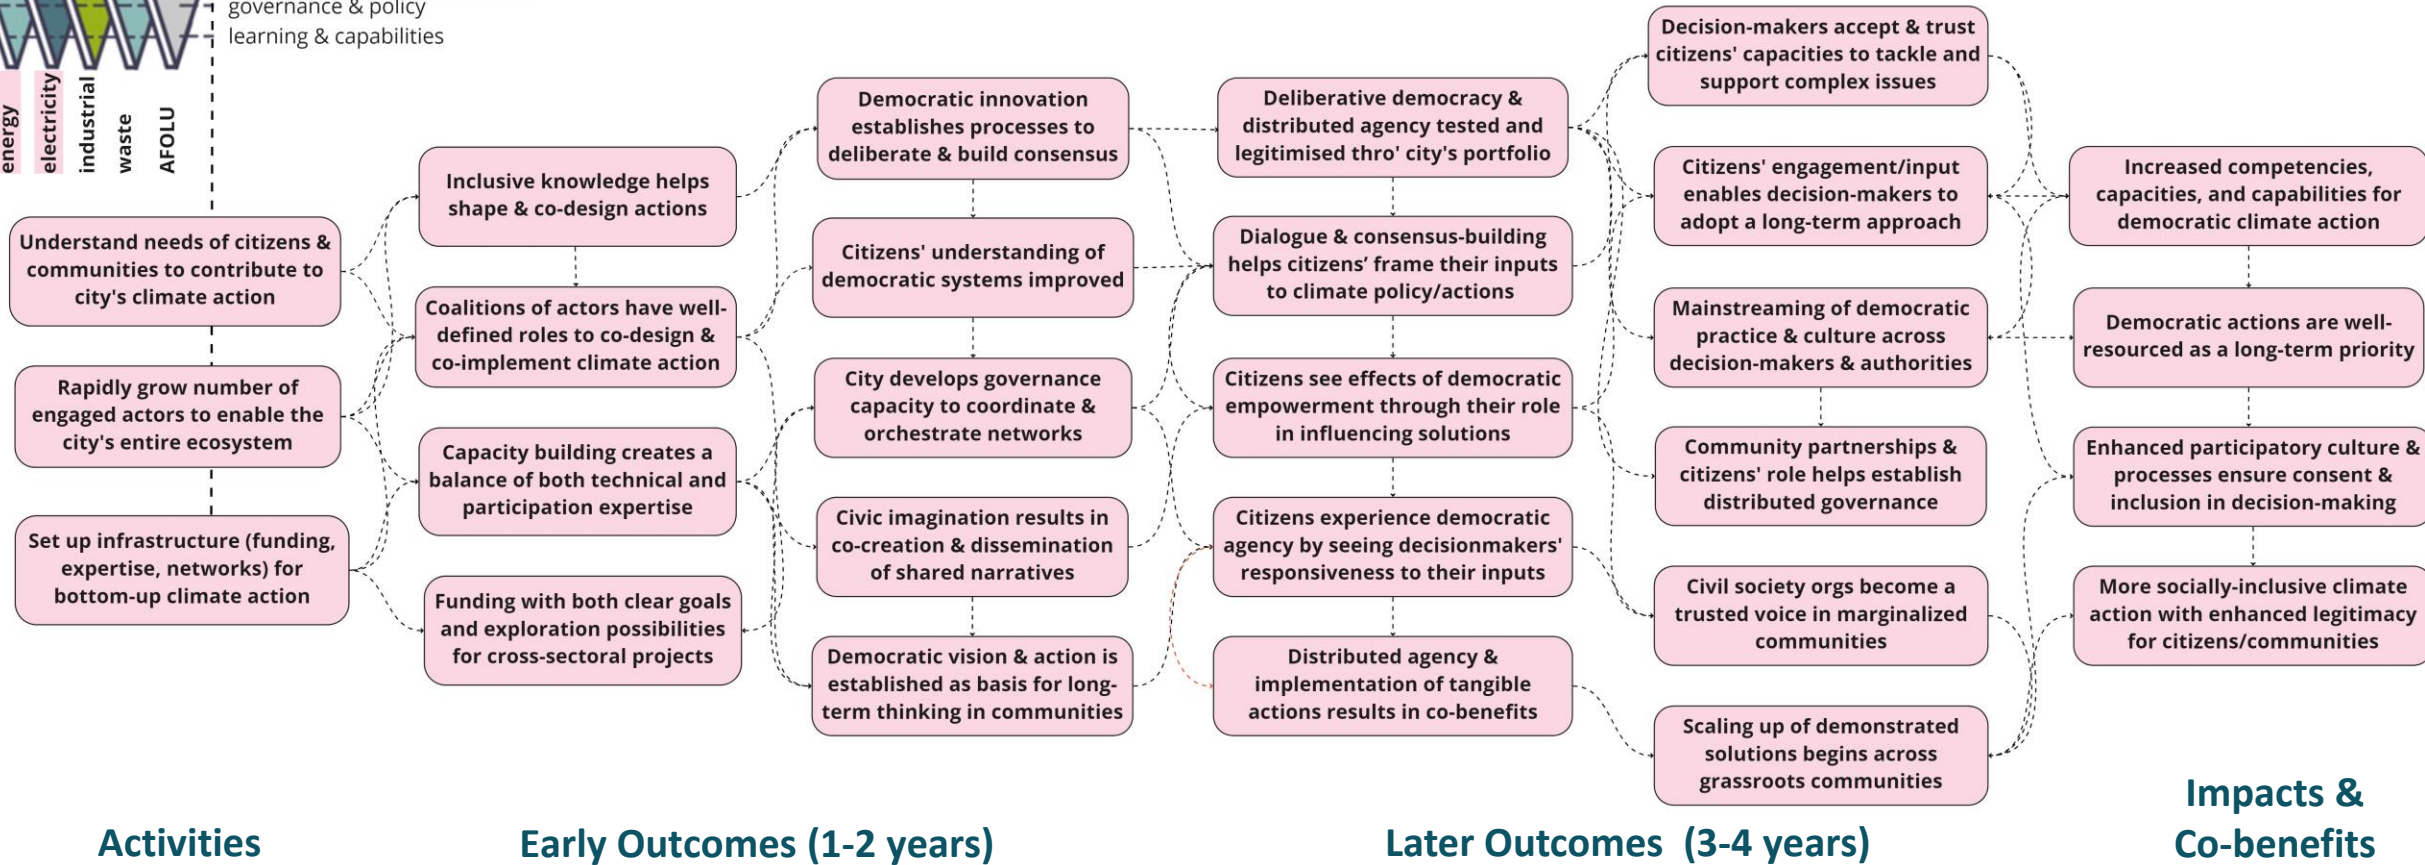 governance & policy
learning & capabilities
energy
electricity
industrial
waste
AFOLU
Understand needs of citizens &
communities to contribute to
city's climate action
Rapidly grow number of
engaged actors to enable the
city's entire ecosystem
Set up infrastructure (funding,
expertise, networks) for
bottom-up climate action
Inclusive knowledge helps
shape & co-design actions
Coalitions of actors have well-
defined roles to co-design &
co-implement climate action
Capacity building creates a
balance of both technical and
participation expertise
Funding with both clear goals
and exploration possibilities
for cross-sectoral projects
Democratic innovation
establishes processes to
deliberate & build consensus
Citizens' understanding of
democratic systems improved
City develops governance
capacity to coordinate &
orchestrate networks
Civic imagination results in
co-creation & dissemination
of shared narratives
Democratic vision & action is
established as basis for long-
term thinking in communities
Deliberative democracy &
distributed agency tested and
legitimised thro' city's portfolio
Dialogue & consensus-building
helps citizens’ frame their inputs
to climate policy/actions
Citizens see effects of democratic
empowerment through their role
in influencing solutions
Citizens experience democratic
agency by seeing decisionmakers'
responsiveness to their inputs
Distributed agency &
implementation of tangible
actions results in co-benefits
Decision-makers accept & trust
citizens' capacities to tackle and
support complex issues
Citizens' engagement/input
enables decision-makers to
adopt a long-term approach
Mainstreaming of democratic
practice & culture across
decision-makers & authorities
Community partnerships &
citizens' role helps establish
distributed governance
Civil society orgs become a
trusted voice in marginalized
communities
Scaling up of demonstrated
solutions begins across
grassroots communities
Increased competencies,
capacities, and capabilities for
democratic climate action
Democratic actions are well-
resourced as a long-term priority
Enhanced participatory culture &
processes ensure consent &
inclusion in decision-making
More socially-inclusive climate
action with enhanced legitimacy
for citizens/communities
Activities
Early Outcomes (1-2 years)
Later Outcomes (3-4 years)
Impacts &
Co-benefits